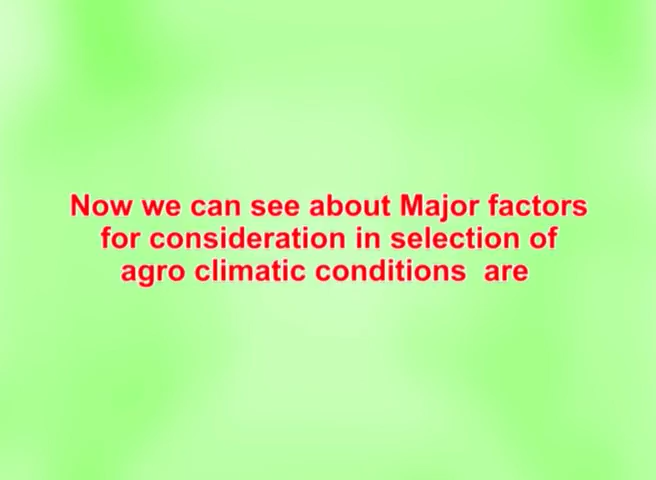 Now we can see about Major factors
for consideration in selection of
agro climatic conditions  are